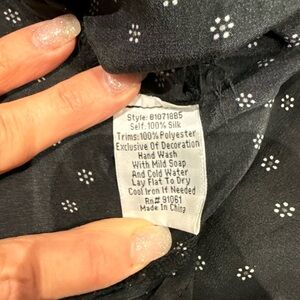 Style: 81071885
Self: 100% Silk
Trims: 100% Polyester
Exclusive Of Decoration
Hand Wash
With Mild Soap
And Cold Water
Lay Flat To Dry
Cool Iron If Needed
Rn#: 91061
Made In China